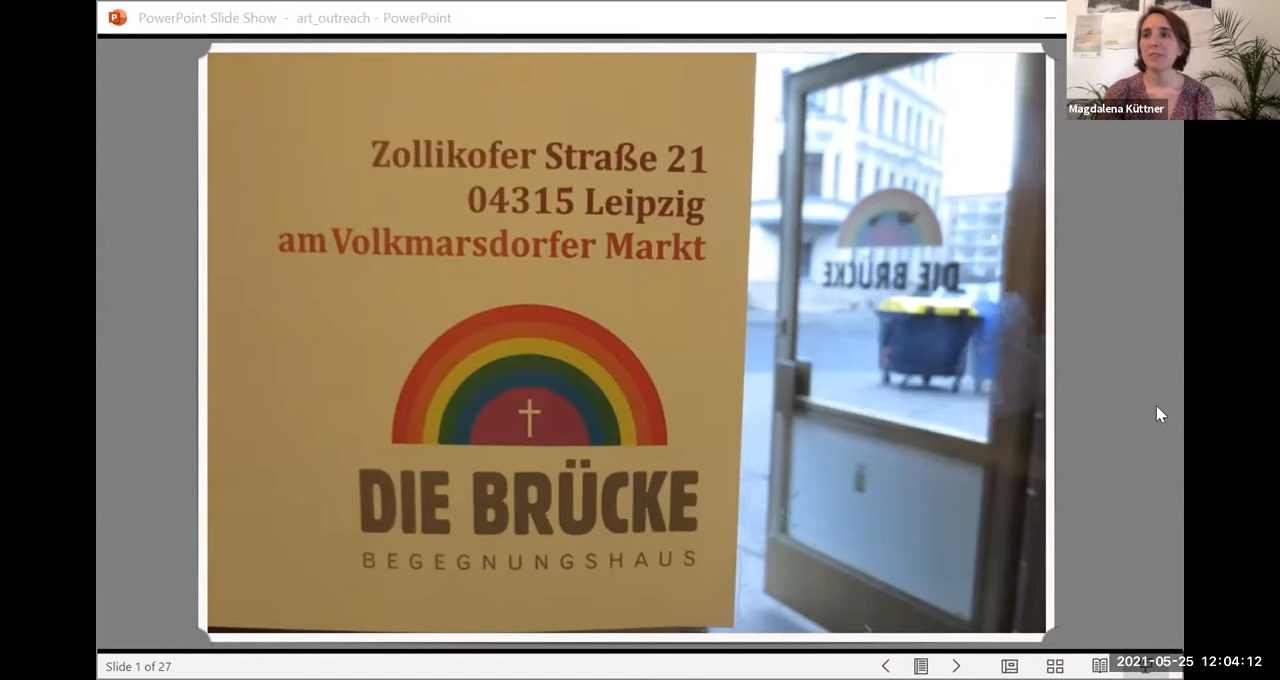 PowerPoint Slide Show - art_outreach - PowerPoint
Magdalena Küttner
Zollikofer Straße 21
04315 Leipzig
am Volkmarsdorfer Markt
DIE BRÜCKE
DIE BRÜCKE
BEGEGNUNGSHAUS
Slide 1 of 27
2021-05-25 12:04:12